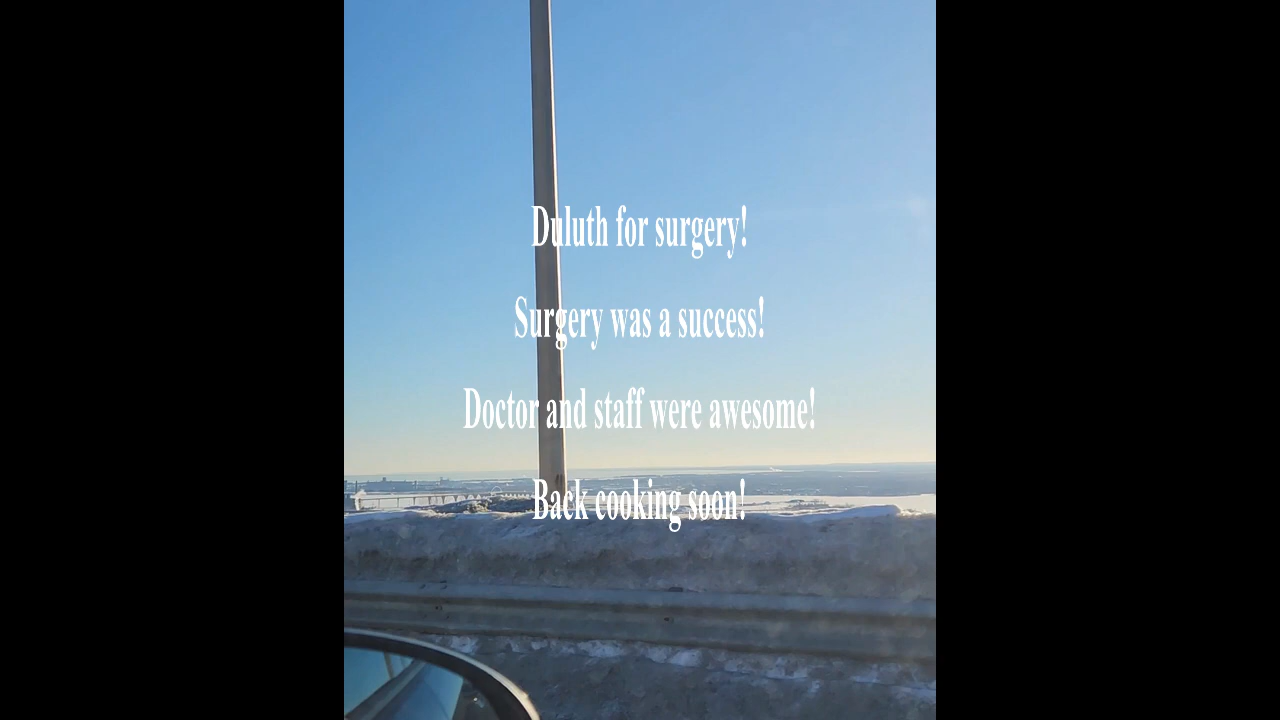 Duluth for surgery!
Surgery was a success!
Doctor and staff were awesome!
Back cooking soon!